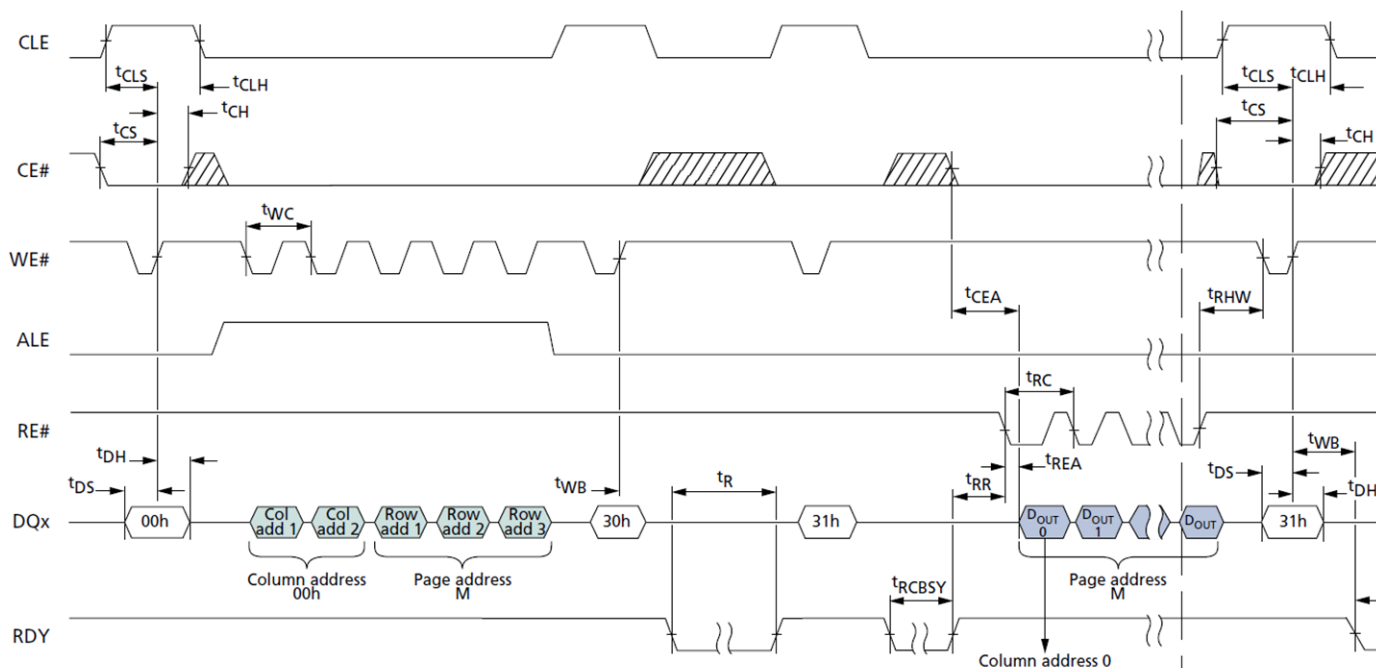 CLE
tCLS
tCLH
tCLS
tCLH
tCH
tCS
tCS
tCH
CE#
tWC
WE#
tCEA
tRHW
ALE
tRC
RE#
tDH
tREA
tWB
tDS
tWB
tR
tRR
tDS
tDH
DQx
00h
Col add 1
Col add 2
Row add 1
Row add 2
Row add 3
30h
31h
DOUT 0
DOUT 1
DOUT
31h
Column address
00h
Page address
M
tRCBSY
Page address
M
RDY
Column address 0